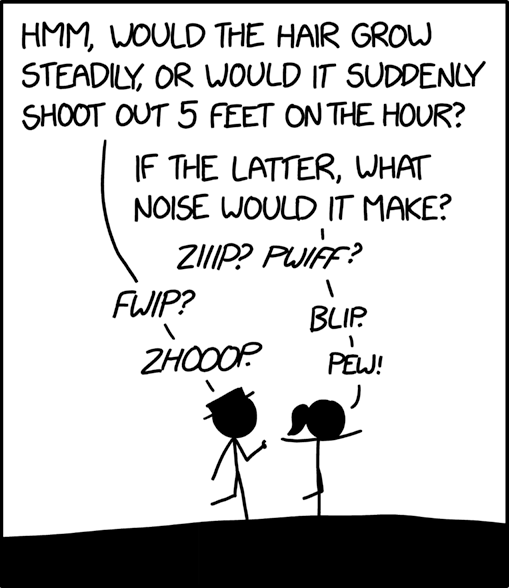 HMM, WOULD THE HAIR GROW
STEADILY, OR WOULD IT SUDDENLY
SHOOT OUT 5 FEET ON THE HOUR?
IF THE LATTER, WHAT
NOISE WOULD IT MAKE?
ZIIIP? PWIFF?
FWIP?
BLIP.
ZHOOOP?
PEW!